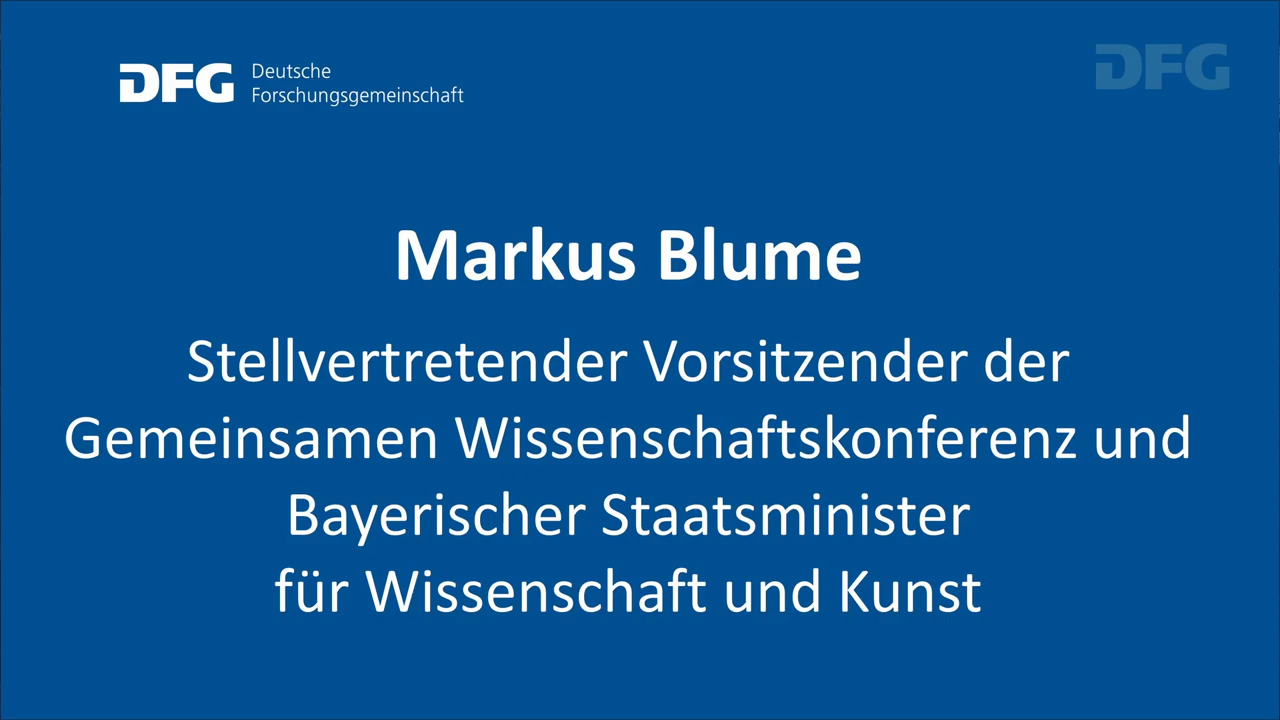 DFG Deutsche
Forschungsgemeinschaft
DFG
Markus Blume
Stellvertretender Vorsitzender der
Gemeinsamen Wissenschaftskonferenz und
Bayerischer Staatsminister
für Wissenschaft und Kunst